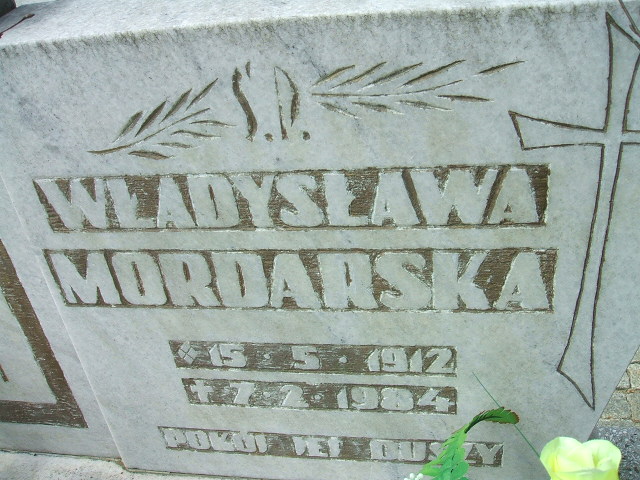 Ś.P.
WŁADYSŁAWA
MORDARSKA
15·5·1912
✝7·2·1984
POKÓJ JEJ DUSZY